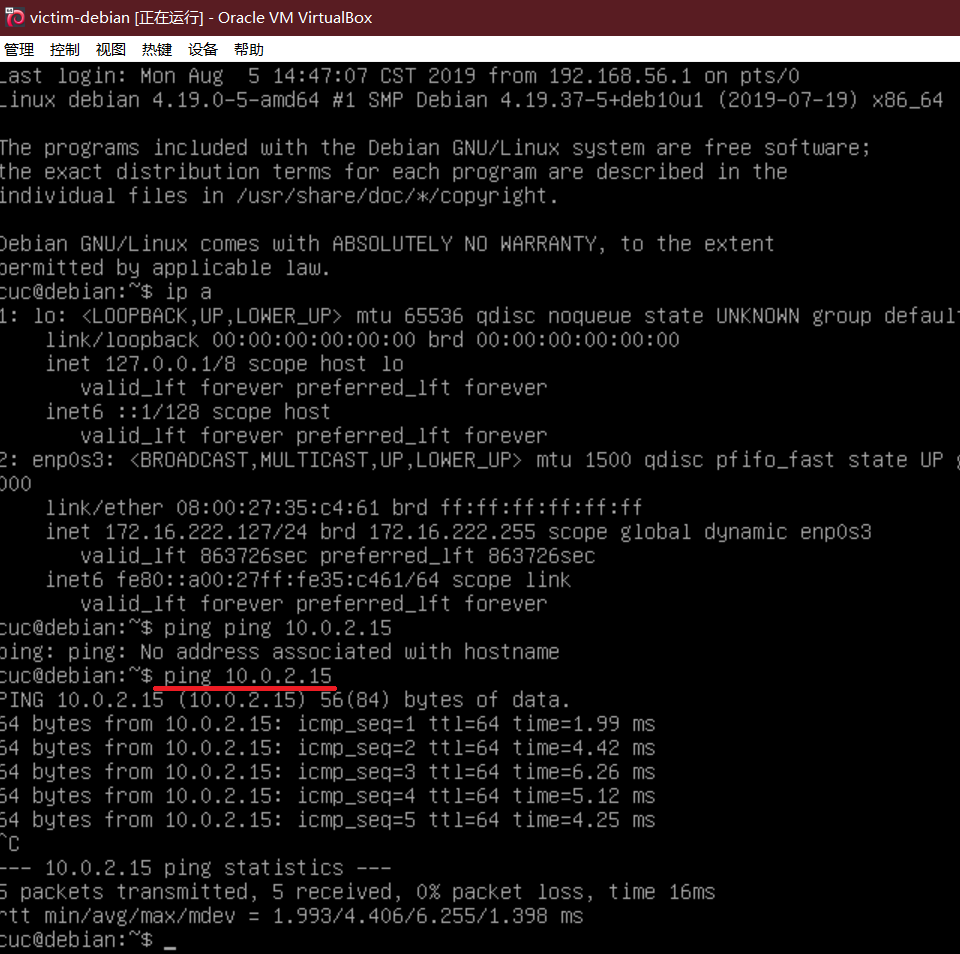 victim-debian [正在运行] - Oracle VM VirtualBox
管理 控制 视图 热键 设备 帮助
Last login: Mon Aug  5 14:47:07 CST 2019 from 192.168.56.1 on pts/0
Linux debian 4.19.0-5-amd64 #1 SMP Debian 4.19.37-5+deb10u1 (2019-07-19) x86_64
The programs included with the Debian GNU/Linux system are free software;
the exact distribution terms for each program are described in the
individual files in /usr/share/doc/*/copyright.
Debian GNU/Linux comes with ABSOLUTELY NO WARRANTY, to the extent
permitted by applicable law.
cuc@debian:~$ ip a
1: lo: <LOOPBACK,UP,LOWER_UP> mtu 65536 qdisc noqueue state UNKNOWN group default
    link/loopback 00:00:00:00:00:00 brd 00:00:00:00:00:00
    inet 127.0.0.1/8 scope host lo
       valid_lft forever preferred_lft forever
    inet6 ::1/128 scope host
       valid_lft forever preferred_lft forever
2: enp0s3: <BROADCAST,MULTICAST,UP,LOWER_UP> mtu 1500 qdisc pfifo_fast state UP g
000
    link/ether 08:00:27:35:c4:61 brd ff:ff:ff:ff:ff:ff
    inet 172.16.222.127/24 brd 172.16.222.255 scope global dynamic enp0s3
       valid_lft 863726sec preferred_lft 863726sec
    inet6 fe80::a00:27ff:fe35:c461/64 scope link
       valid_lft forever preferred_lft forever
cuc@debian:~$ ping ping 10.0.2.15
ping: ping: No address associated with hostname
cuc@debian:~$ ping 10.0.2.15
PING 10.0.2.15 (10.0.2.15) 56(84) bytes of data.
64 bytes from 10.0.2.15: icmp_seq=1 ttl=64 time=1.99 ms
64 bytes from 10.0.2.15: icmp_seq=2 ttl=64 time=4.42 ms
64 bytes from 10.0.2.15: icmp_seq=3 ttl=64 time=6.26 ms
64 bytes from 10.0.2.15: icmp_seq=4 ttl=64 time=5.12 ms
64 bytes from 10.0.2.15: icmp_seq=5 ttl=64 time=4.25 ms
^C
--- 10.0.2.15 ping statistics ---
5 packets transmitted, 5 received, 0% packet loss, time 16ms
rtt min/avg/max/mdev = 1.993/4.406/6.255/1.398 ms
cuc@debian:~$ _